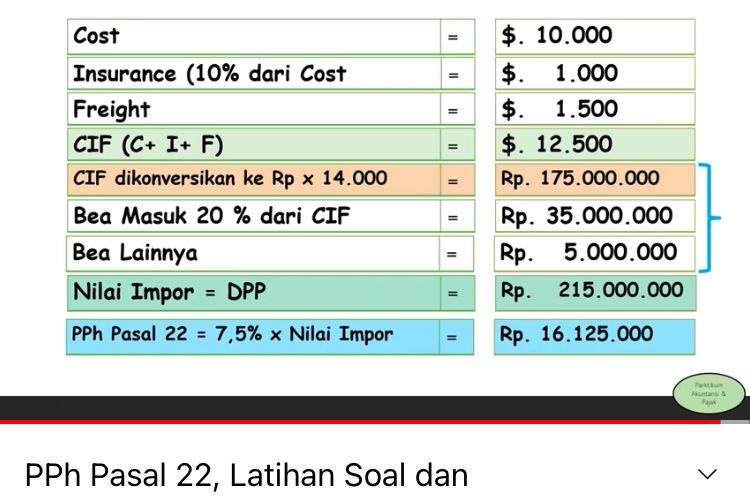 Cost = $. 10.000
Insurance (10% dari Cost = $. 1.000
Freight = $. 1.500
CIF (C+ I+ F) = $. 12.500
CIF dikonversikan ke Rp x 14.000 = Rp. 175.000.000
Bea Masuk 20 % dari CIF = Rp. 35.000.000
Bea Lainnya = Rp. 5.000.000
Nilai Impor = DPP = Rp. 215.000.000
PPh Pasal 22 = 7,5% x Nilai Impor = Rp. 16.125.000
Parktikum
Akuntansi &
Pajak
PPh Pasal 22, Latihan Soal dan